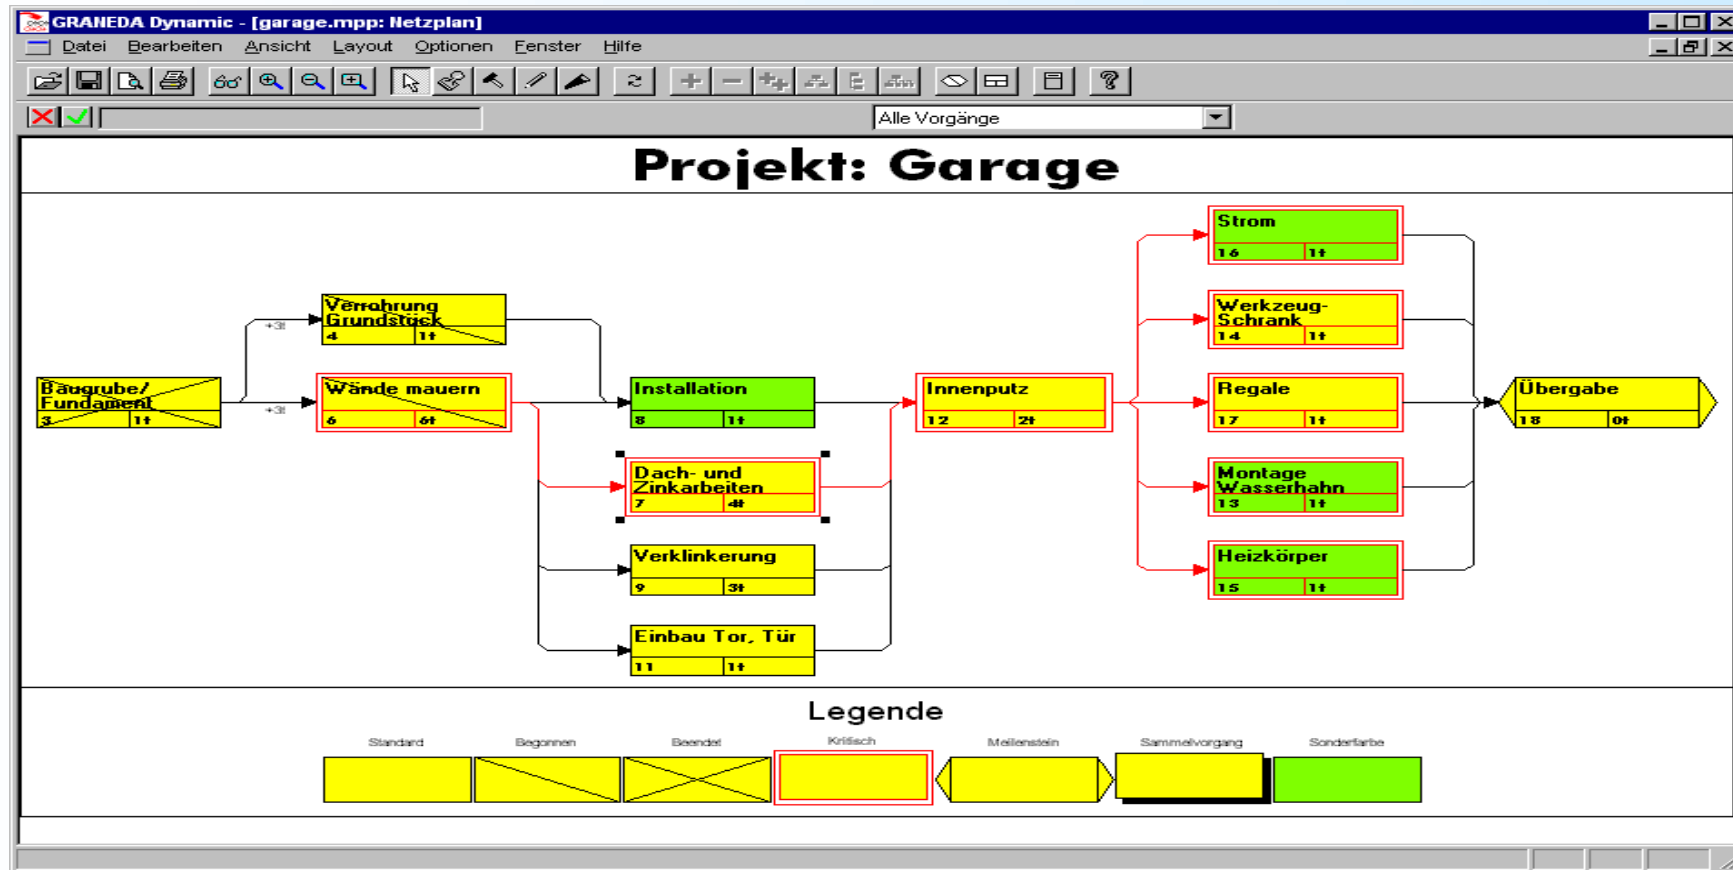 GRANEDA Dynamic - [garage.mpp: Netzplan]
Datei Bearbeiten Ansicht Layout Optionen Fenster Hilfe
Alle Vorgänge
Projekt: Garage
Strom
16 1t
Verrohrung
Grundstück
4 1t
+3t
Werkzeug-
Schrank
14 1t
Baugrube/
Fundament
3 1t
+3t
Wände mauern
6 6t
Installation
8 1t
Innenputz
12 2t
Regale
17 1t
Übergabe
18 0t
Dach- und
Zinkarbeiten
7 4t
Montage
Wasserhahn
13 1t
Verklinkerung
9 3t
Heizkörper
15 1t
Einbau Tor, Tür
11 1t
Legende
Standard Begonnen Beendet Kritisch Meilenstein Sammelvorgang Sonderfarbe